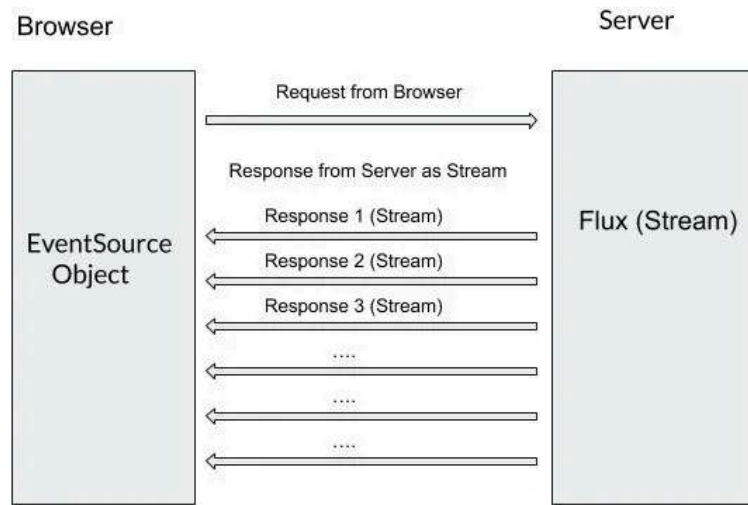 Browser
Server
Request from Browser
Response from Server as Stream
Response 1 (Stream)
EventSource
Object
Flux (Stream)
Response 2 (Stream)
Response 3 (Stream)
....
....
....